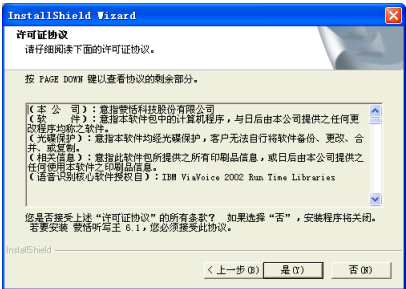 InstallShield Wizard
许可证协议
请仔细阅读下面的许可证协议。
按 PAGE DOWN 键以查看协议的剩余部分。
(本 公 司):意指蒙恬科技股份有限公司
(软    件):意指本软件包中的计算机程序,与日后由本公司提供之任何更
改程序均称之软件。
(光碟保护):意指本软件均经光碟保护,客户无法自行将软件备份、更改、合
并、或复制。
(相关信息):意指此软件包所提供之所有印刷品信息,或日后由本公司提供之
任何使用本软件之印刷品信息。
(语音识别核心软件授权自):IBM ViaVoice 2002 Run Time Libraries
您是否接受上述“许可证协议”的所有条款?  如果选择“否”,安装程序将关闭。
若要安装 蒙恬听写王 6.1,您必须接受此协议。
InstallShield
< 上一步(B)  是(Y)  否(N)